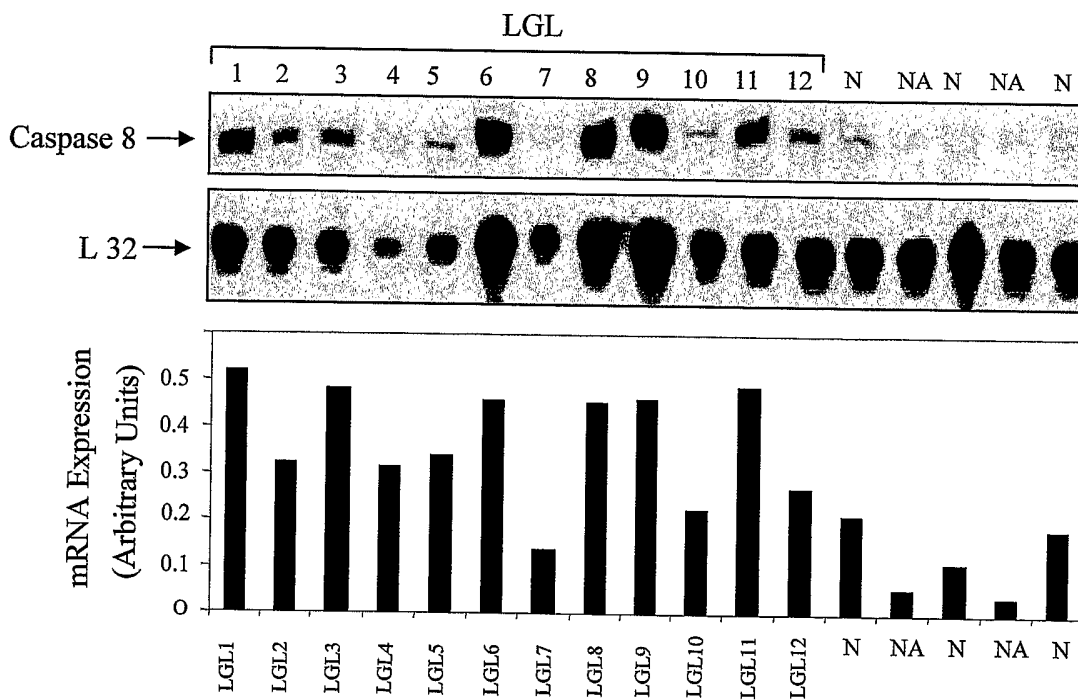 LGL
1 2 3 4 5 6 7 8 9 10 11 12 N NA N NA N
Caspase 8
L 32
mRNA Expression
(Arbitrary Units)
0.5
0.4
0.3
0.2
0.1
0
LGL1 LGL2 LGL3 LGL4 LGL5 LGL6 LGL7 LGL8 LGL9 LGL10 LGL11 LGL12 N NA N NA N